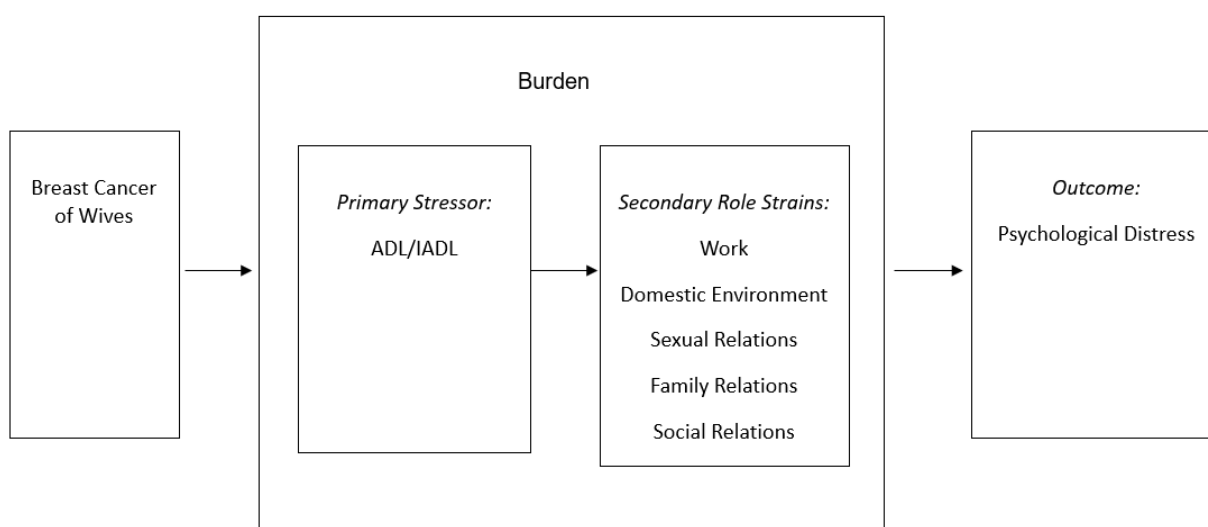 Burden
Breast Cancer
of Wives
Primary Stressor:
ADL/IADL
Secondary Role Strains:
Work
Domestic Environment
Sexual Relations
Family Relations
Social Relations
Outcome:
Psychological Distress